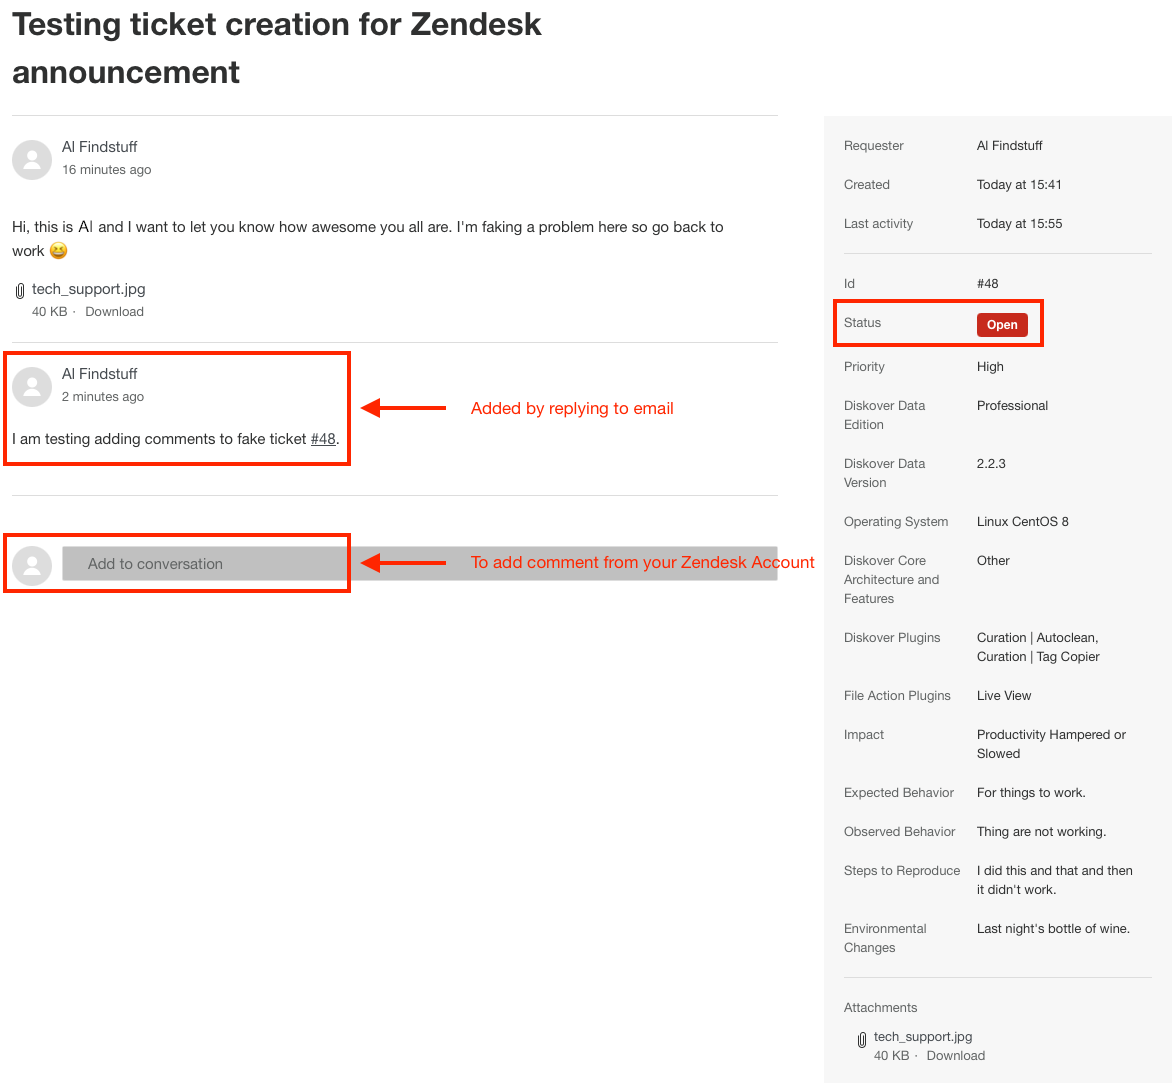 Testing ticket creation for Zendesk
announcement
Al Findstuff
16 minutes ago
Hi, this is Al and I want to let you know how awesome you all are. I'm faking a problem here so go back to
work 😆
tech_support.jpg
40 KB · Download
Al Findstuff
2 minutes ago
I am testing adding comments to fake ticket #48.
Added by replying to email
Add to conversation
To add comment from your Zendesk Account
Requester Al Findstuff
Created Today at 15:41
Last activity Today at 15:55
Id #48
Status Open
Priority High
Diskover Data Professional
Edition
Diskover Data 2.2.3
Version
Operating System Linux CentOS 8
Diskover Core Other
Architecture and
Features
Diskover Plugins Curation | Autoclean,
Curation | Tag Copier
File Action Plugins Live View
Impact Productivity Hampered or
Slowed
Expected Behavior For things to work.
Observed Behavior Thing are not working.
Steps to Reproduce I did this and that and then
it didn't work.
Environmental Last night's bottle of wine.
Changes
Attachments
tech_support.jpg
40 KB · Download